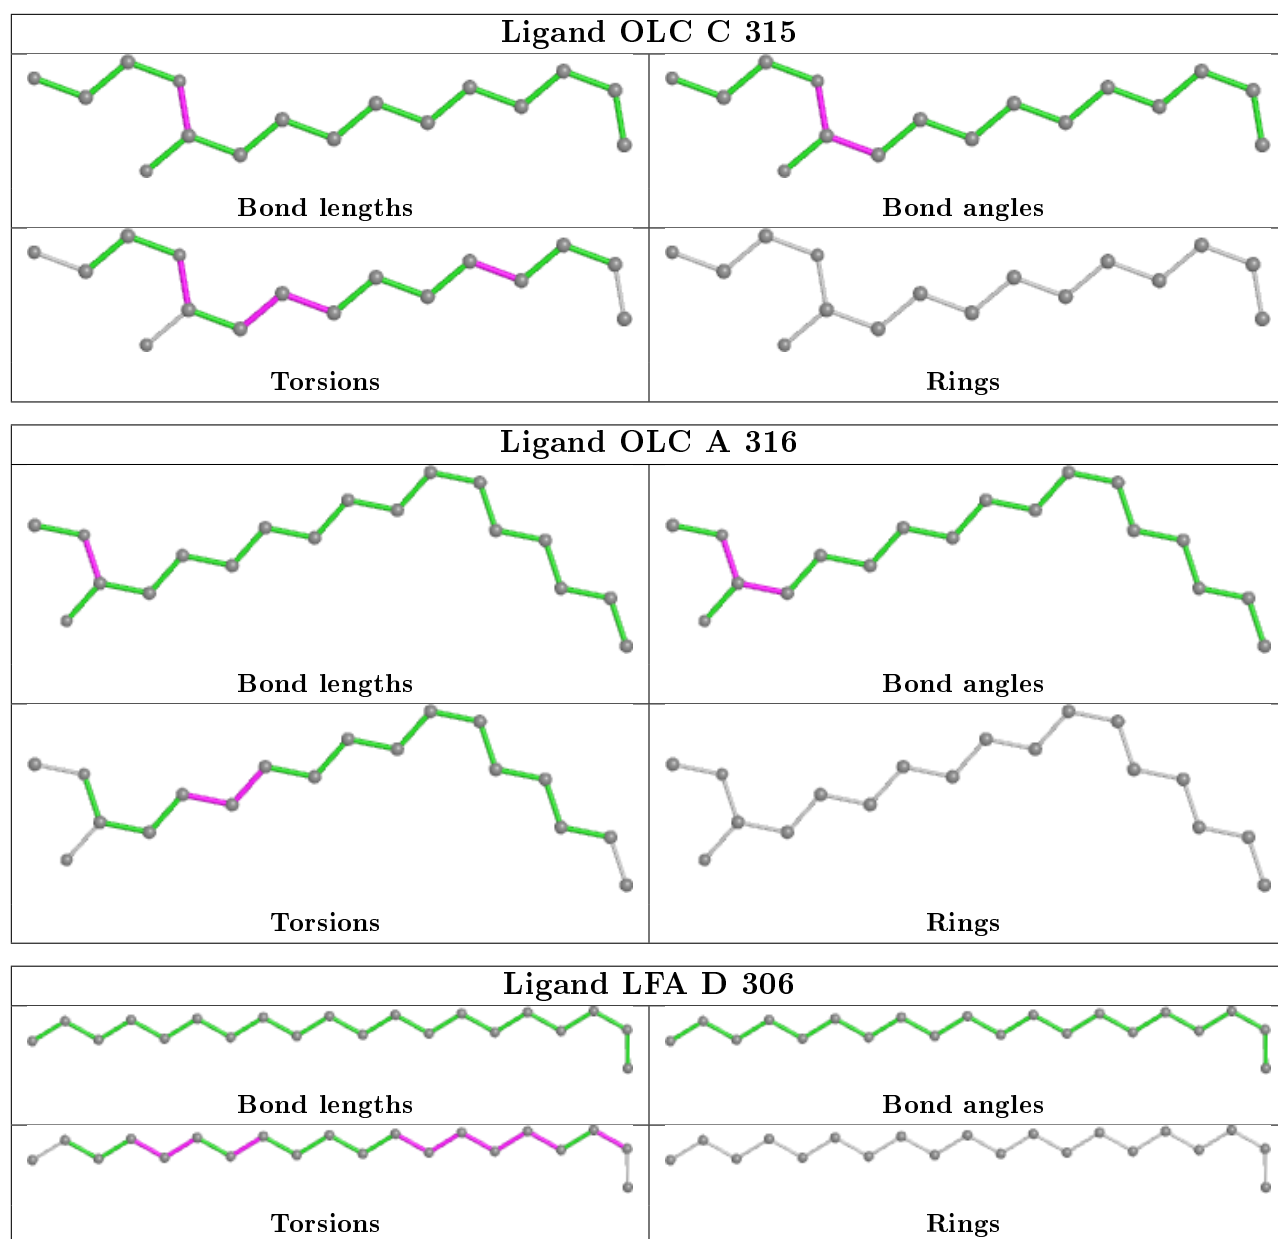 Ligand OLC C 315
Bond lengths
Bond angles
Torsions
Rings
Ligand OLC A 316
Bond lengths
Bond angles
Torsions
Rings
Ligand LFA D 306
Bond lengths
Bond angles
Torsions
Rings